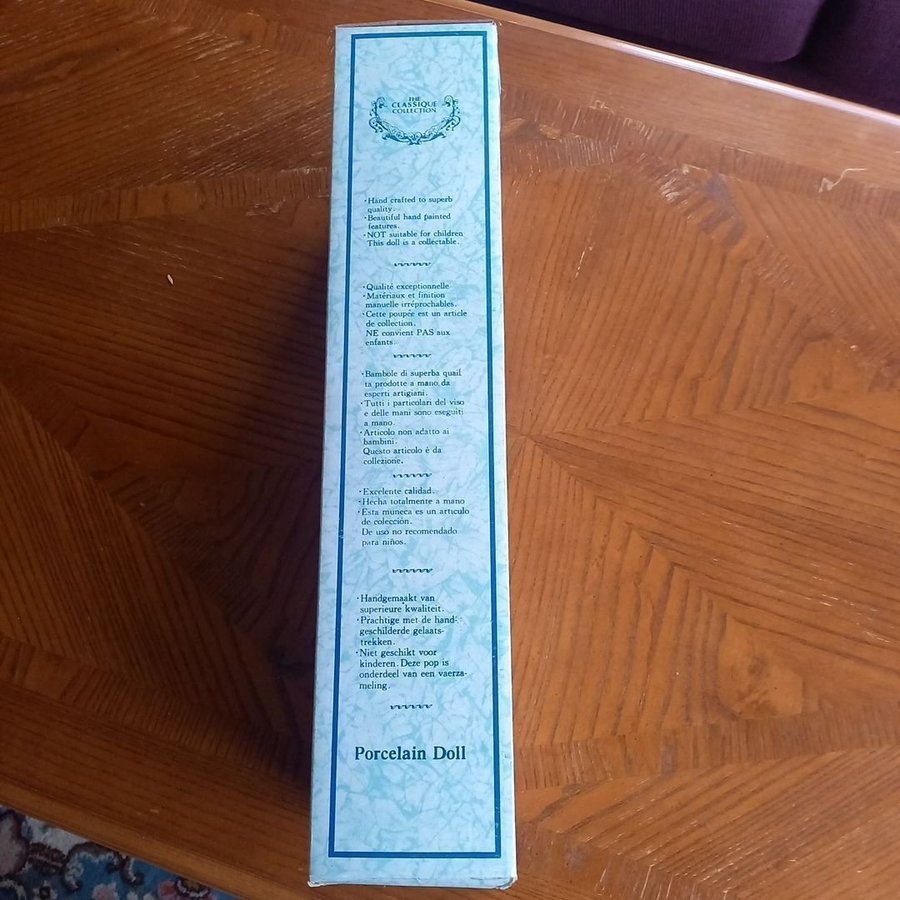 THE
CLASSIQUE
COLLECTION
·Hand crafted to superb
quality.
·Beautiful hand painted
features.
·NOT suitable for children
This doll is a collectable.
·Qualité exceptionnelle
·Matériaux et finition
manuelle irréprochables.
·Cette poupée est un article
de collection.
NE convient PAS aux
enfants.
·Bambole di superba quail
ta prodotte a mano da
esperti artigiani.
·Tutti i particolari del viso
e delle mani sono eseguiti
a mano.
·Articolo non adatto ai
bambini.
Questo articolo è da
collezione.
·Excelente calidad.
·Hecha totalmente a mano
·Esta muneca es un articulo
de colección.
De uso no recomendado
para niños.
·Handgemaakt van
superieure kwaliteit.
·Prachtige met de hand-
geschilderde gelaats-
trekken.
·Niet geschikt voor
kinderen. Deze pop is
onderdeel van een vaerza-
meling.
Porcelain Doll